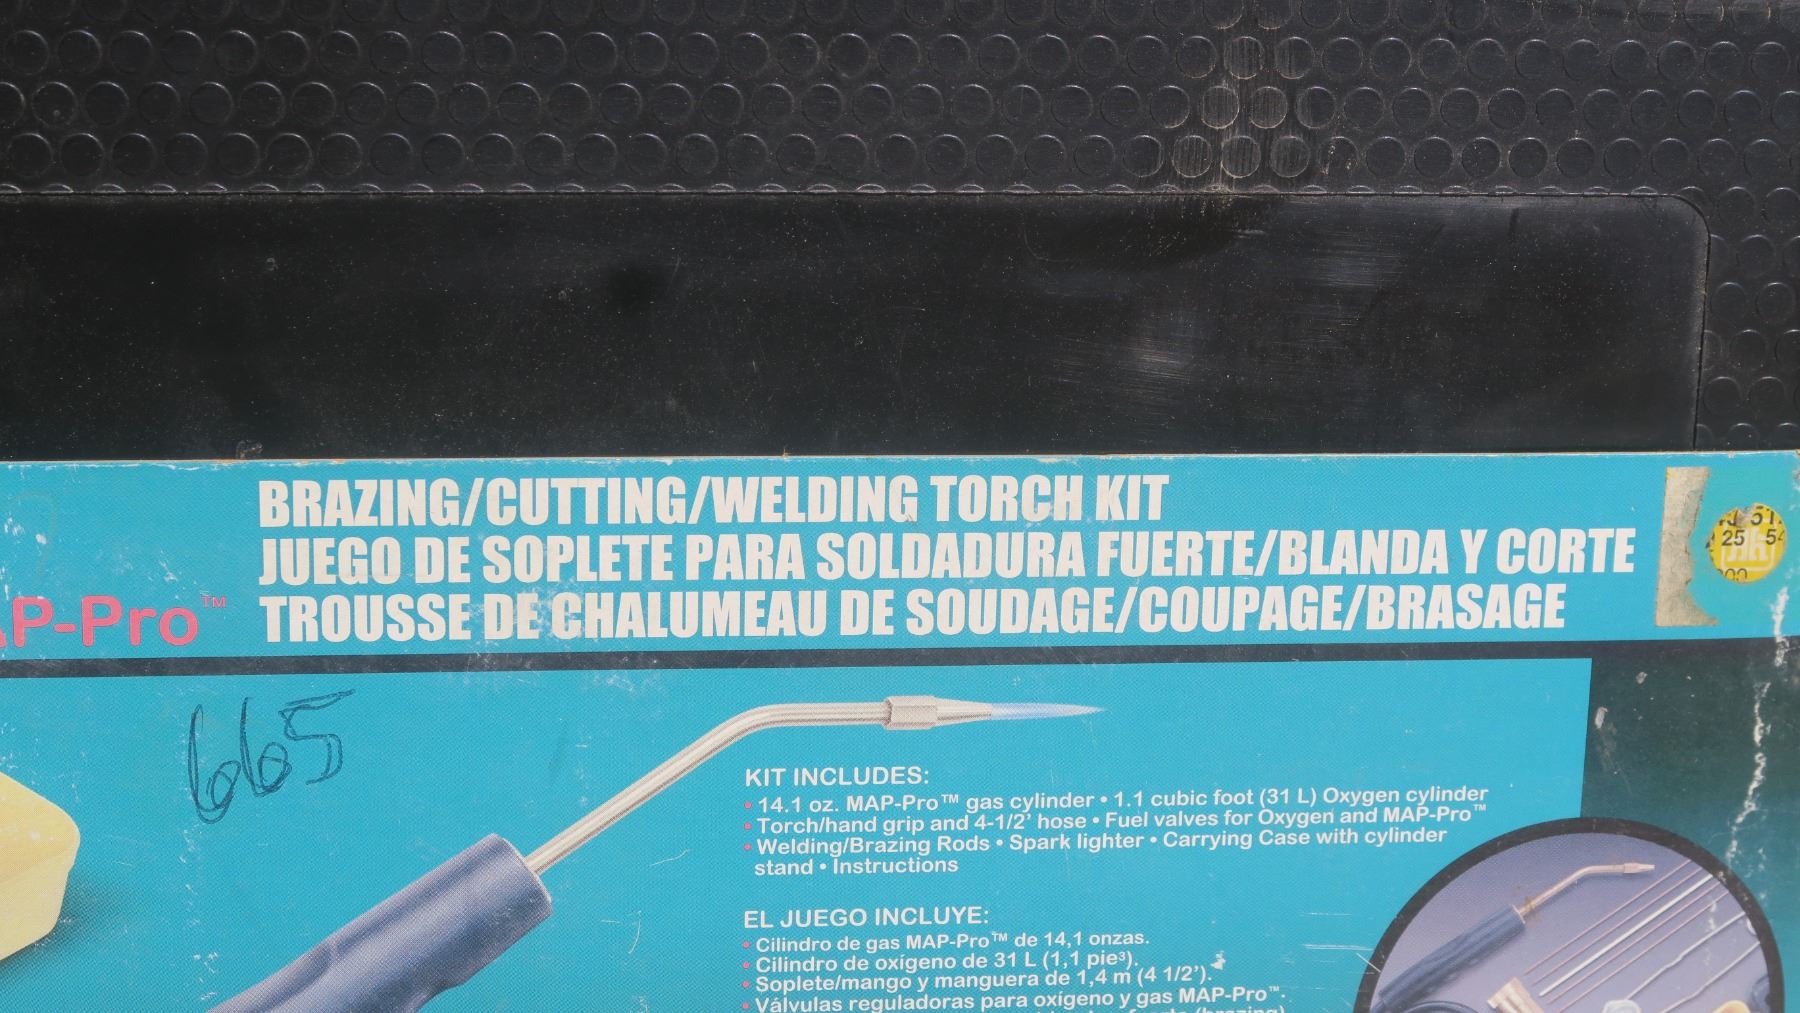 BRAZING/CUTTING/WELDING TORCH KIT
JUEGO DE SOPLETE PARA SOLDADURA FUERTE/BLANDA Y CORTE
TROUSSE DE CHALUMEAU DE SOUDAGE/COUPAGE/BRASAGE
AP-Pro™
25 54
665
KIT INCLUDES:
• 14.1 oz. MAP-Pro™ gas cylinder • 1.1 cubic foot (31 L) Oxygen cylinder
• Torch/hand grip and 4-1/2' hose • Fuel valves for Oxygen and MAP-Pro™
• Welding/Brazing Rods • Spark lighter • Carrying Case with cylinder
stand • Instructions
EL JUEGO INCLUYE:
• Cilindro de gas MAP-Pro™ de 14,1 onzas.
• Cilindro de oxígeno de 31 L (1,1 pie³).
• Soplete/mango y manguera de 1,4 m (4 1/2').
• Válvulas reguladoras para oxígeno y gas MAP-Pro™.
fuerte (brazing)